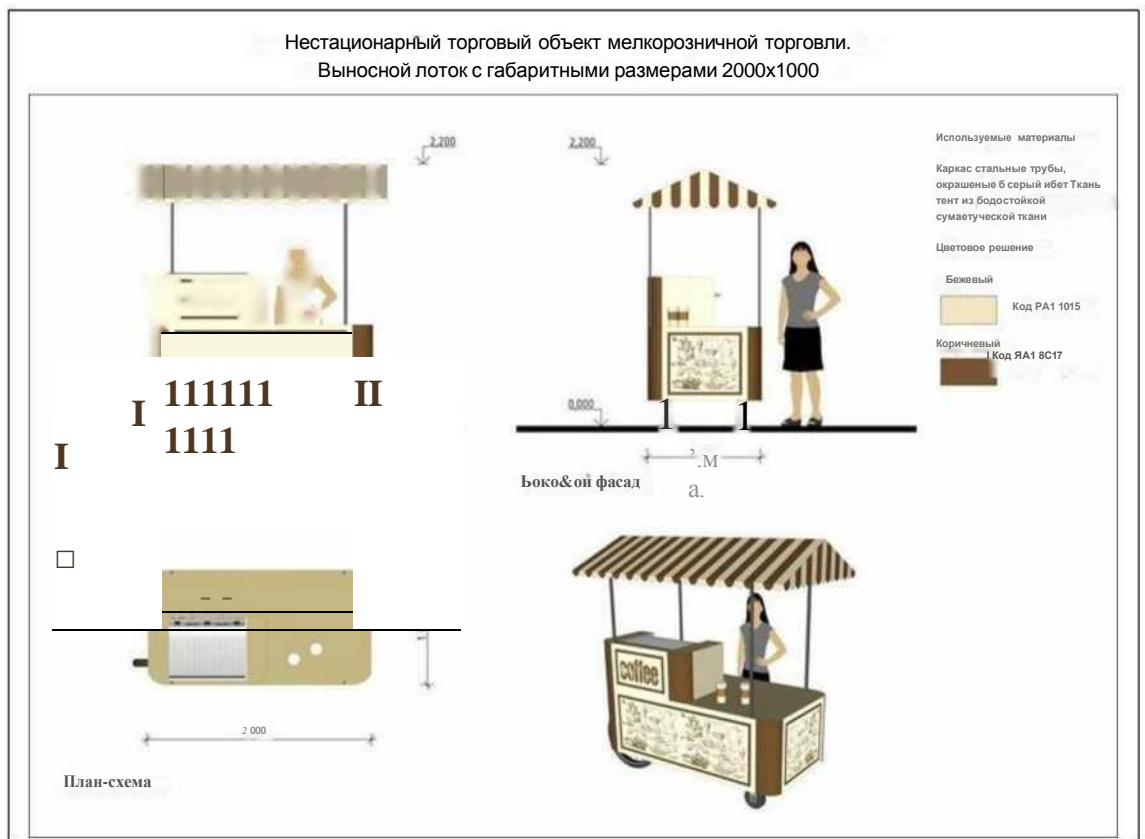 Нестационарный торговый объект мелкорозничной торговли.
Выносной лоток с габаритными размерами 2000x1000
2,200
2,200
Используемые материалы
Каркас стальные трубы,
окрашеные б серый ибет Ткань
тент из бодостойкой
сумаетуческой ткани
Цветовое решение
Бежевый
Код РА1 1015
Коричневый
I Код ЯА1 8С17
I
111111
1111
II
I
0,000
1
1
?.м
а.
Ьоко&ой фасад
□
2 000
План-схема
coffee